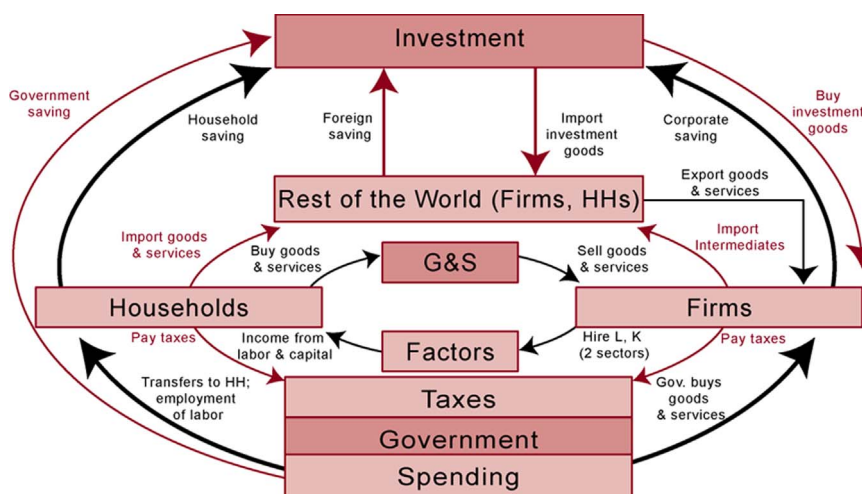 Investment
Government
saving
Household
saving
Foreign
saving
Import
investment
goods
Corporate
saving
Buy
investment
goods
Rest of the World (Firms, HHs)
Export goods
& services
Import goods
& services
Buy goods
& services
G&S
Sell goods
& services
Import
Intermediates
Households
Firms
Pay taxes
Income from
labor & capital
Factors
Hire L, K
(2 sectors)
Pay taxes
Transfers to HH;
employment
of labor
Taxes
Gov. buys
goods
& services
Government
Spending